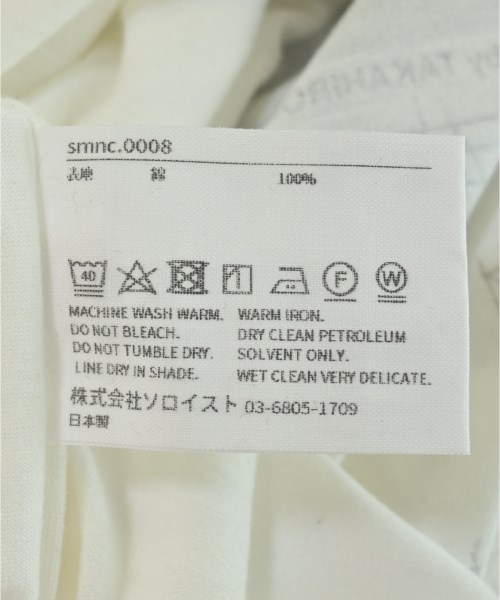 by TAKAHIRO
smnc.0008
表地 綿 100%
40 F W
MACHINE WASH WARM.
DO NOT BLEACH.
DO NOT TUMBLE DRY.
LINE DRY IN SHADE.
WARM IRON.
DRY CLEAN PETROLEUM
SOLVENT ONLY.
WET CLEAN VERY DELICATE.
株式会社ソロイスト 03-6805-1709
日本製